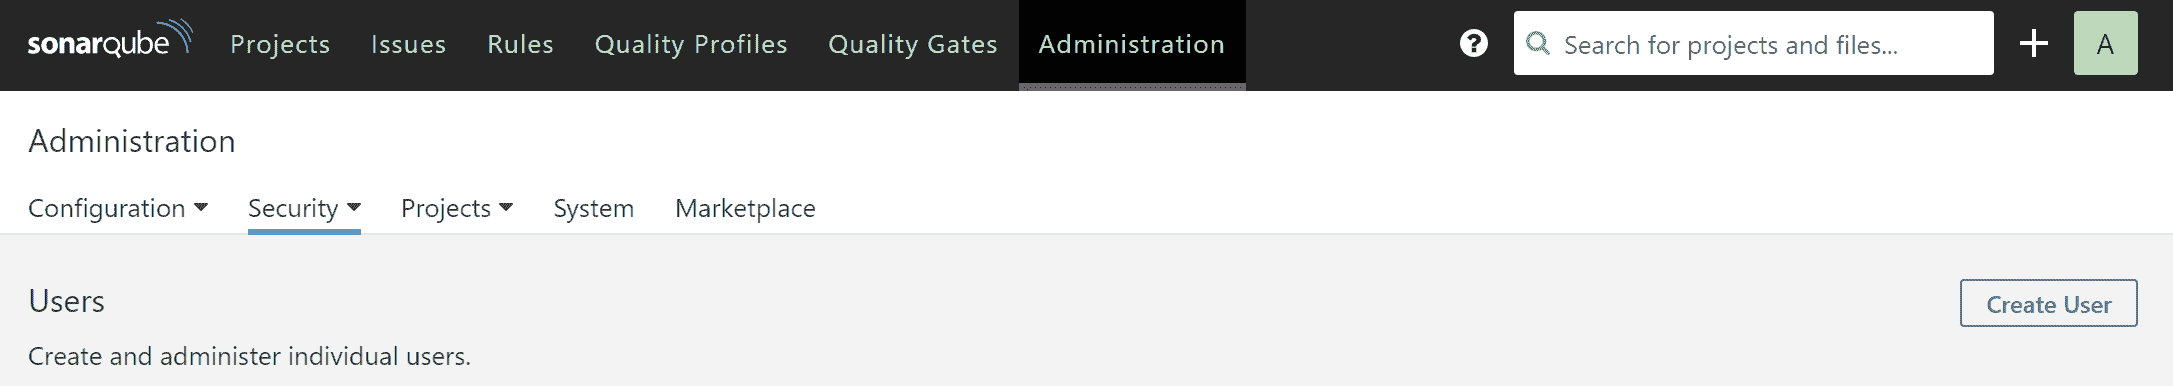 sonarqube Projects Issues Rules Quality Profiles Quality Gates Administration ? Search for projects and files... + A
Administration
Configuration Security Projects System Marketplace
Users Create User
Create and administer individual users.